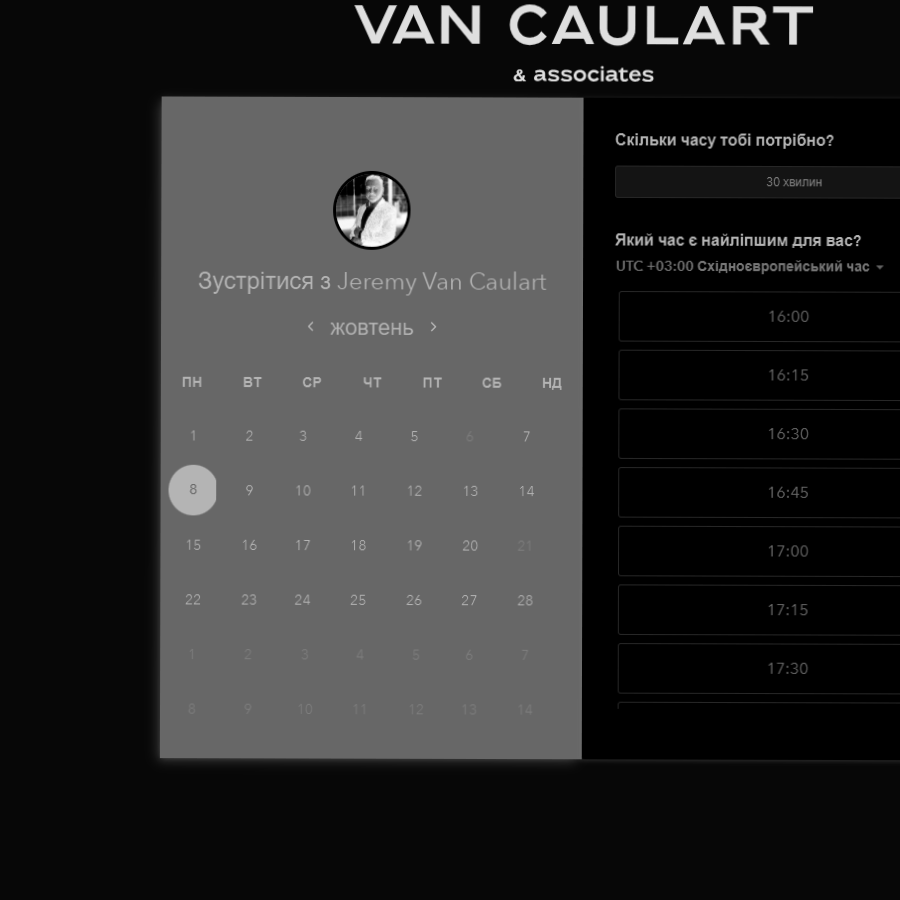 VAN CAULART
& associates
Зустрітися з Jeremy Van Caulart
жовтень
ПН ВТ СР ЧТ ПТ СБ НД
1 2 3 4 5 6 7
8 9 10 11 12 13 14
15 16 17 18 19 20 21
22 23 24 25 26 27 28
1 2 3 4 5 6 7
8 9 10 11 12 13 14
Скільки часу тобі потрібно?
30 хвилин
Який час є найліпшим для вас?
UTC +03:00 Східноєвропейський час
16:00
16:15
16:30
16:45
17:00
17:15
17:30